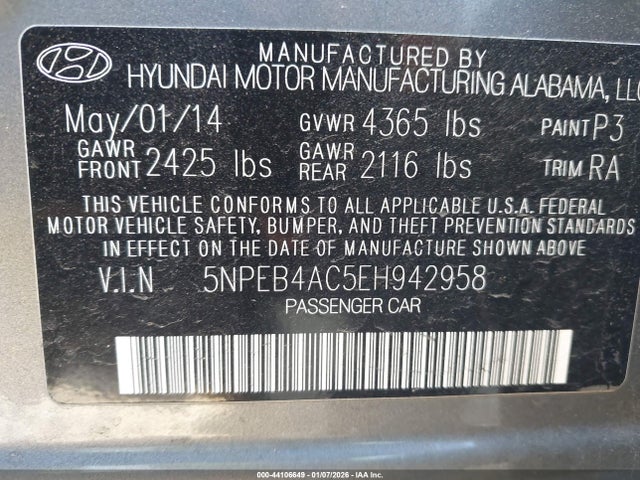 MANUFACTURED BY
HYUNDAI MOTOR MANUFACTURING ALABAMA, LLC
May/01/14 GVWR 4365 lbs PAINT P3
GAWR FRONT 2425 lbs GAWR REAR 2116 lbs TRIM RA
THIS VEHICLE CONFORMS TO ALL APPLICABLE U.S.A. FEDERAL
MOTOR VEHICLE SAFETY, BUMPER, AND THEFT PREVENTION STANDARDS
IN EFFECT ON THE DATE OF MANUFACTURE SHOWN ABOVE.
V.I.N 5NPEB4AC5EH942958
PASSENGER CAR
000-44106649 - 01/07/2026 - IAA Inc.